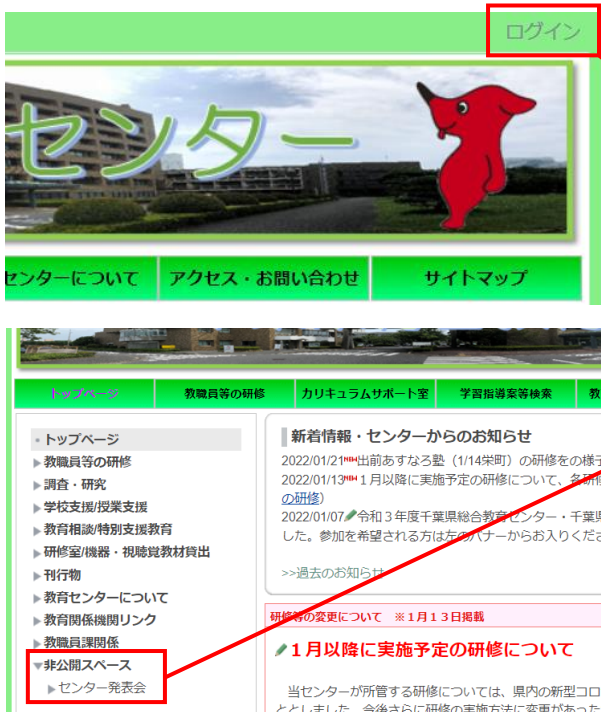 ログイン
センター
センターについて アクセス・お問い合わせ サイトマップ
トップページ 教職員等の研修 カリキュラムサポート室 学習指導案等検索 教
トップページ
教職員等の研修
調査・研究
学校支援/授業支援
教育相談/特別支援教育
研修室/機器・視聴覚教材貸出
刊行物
教育センターについて
教育関係機関リンク
教職員課関係
非公開スペース
センター発表会
新着情報・センターからのお知らせ
2022/01/21 出前あすなろ塾（1/14栄町）の研修をの様子
2022/01/13 1月以降に実施予定の研修について、各研修
の研修）
2022/01/07 令和３年度千葉県総合教育センター・千葉県
した。参加を希望される方は左のバナーからお入りくださ
>>過去のお知らせ
研修等の変更について ※１月１３日掲載
１月以降に実施予定の研修について
当センターが所管する研修については、県内の新型コロ
ととしました。今後さらに研修の実施方法に変更があった